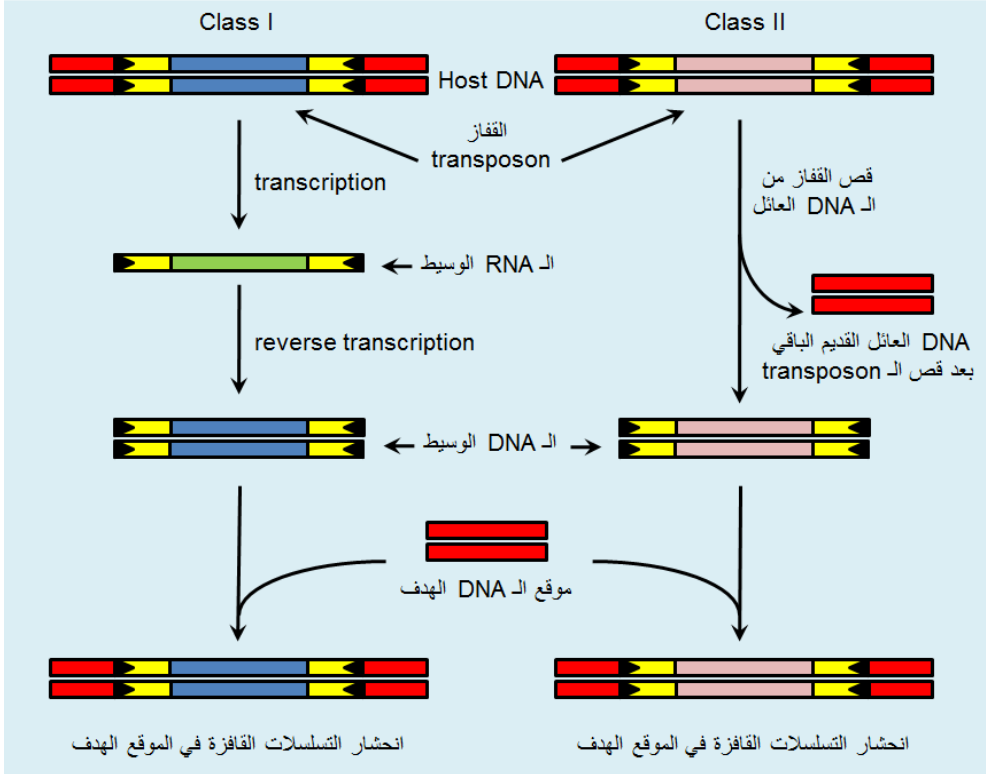 Class I
Class II
Host DNA
القفاز
transposon
transcription
قص القفاز من
الـ DNA العائل
الـ RNA الوسيط
DNA العائل القديم الباقي
بعد قص الـ transposon
reverse transcription
الـ DNA الوسيط
موقع الـ DNA الهدف
انحشار التسلسلات القافزة في الموقع الهدف
انحشار التسلسلات القافزة في الموقع الهدف